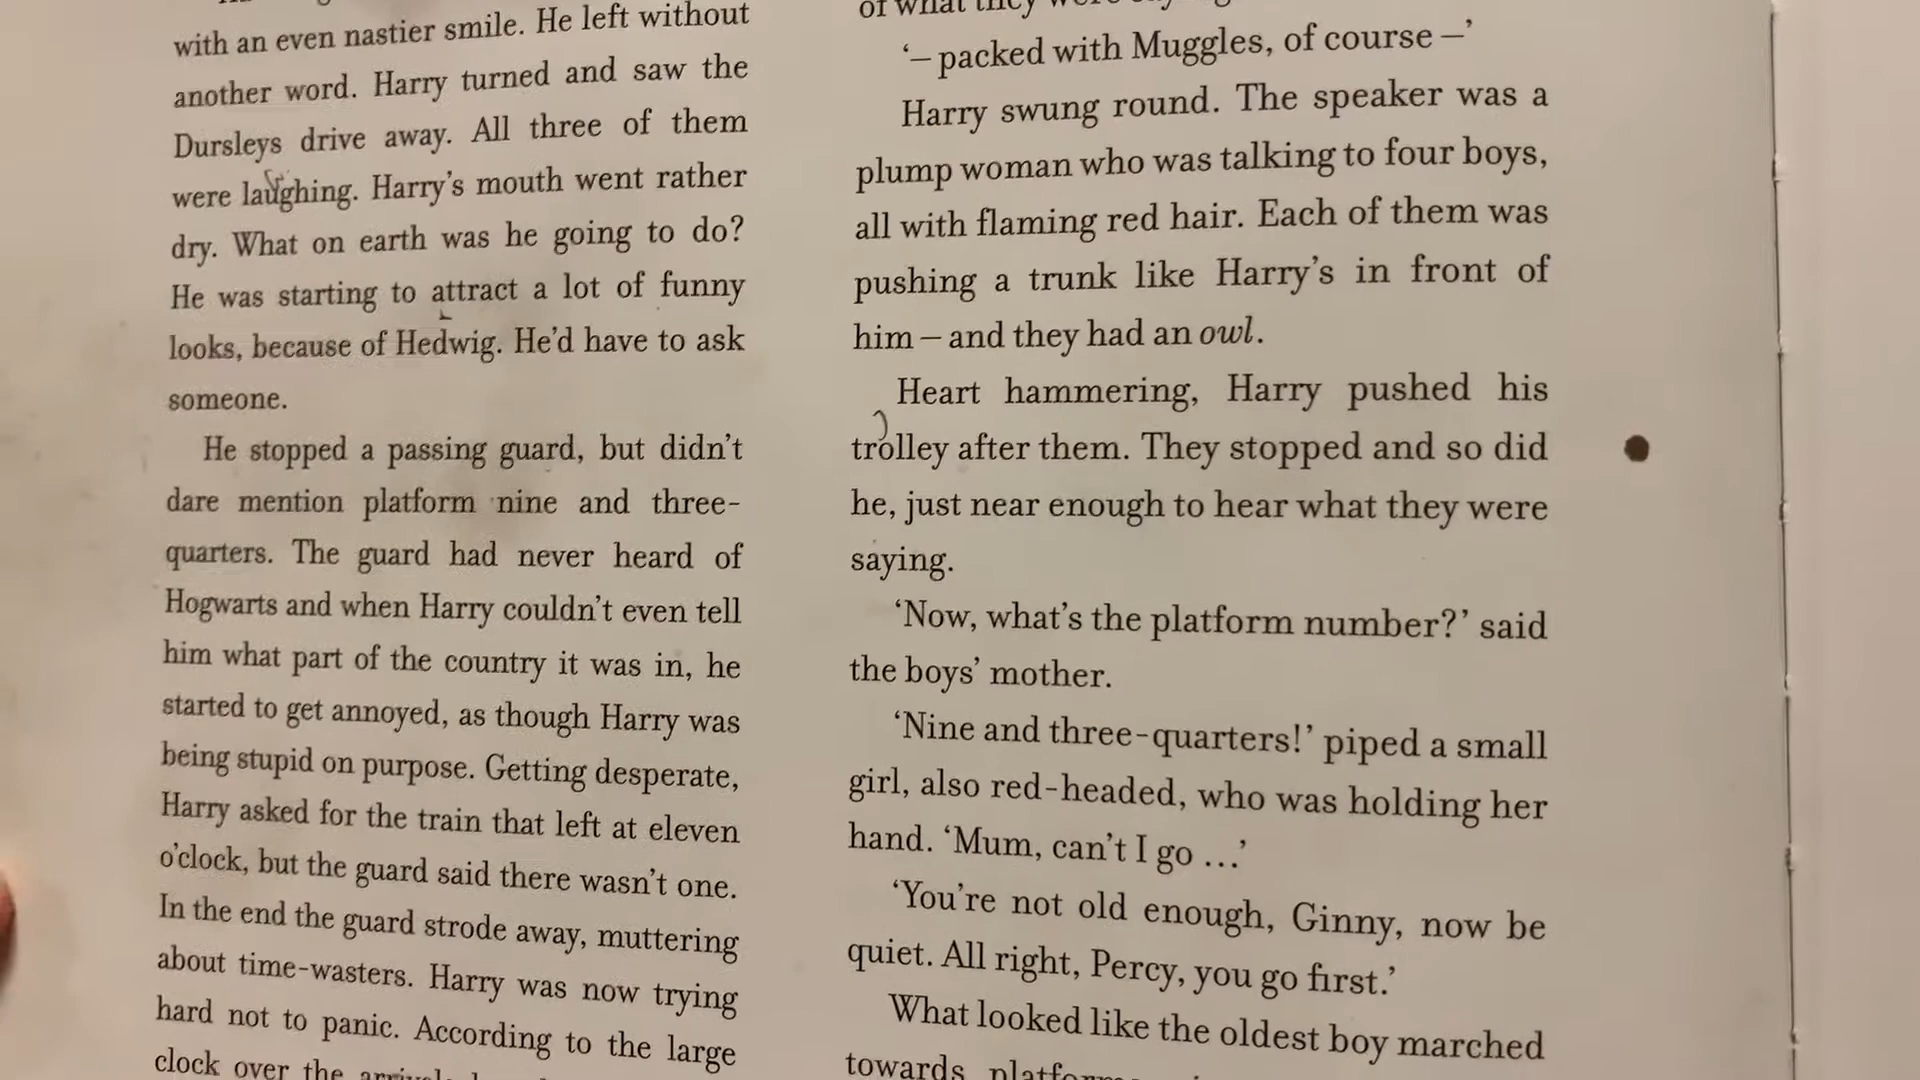 with an even nastier smile. He left without
another word. Harry turned and saw the
Dursleys drive away. All three of them
were laughing. Harry's mouth went rather
dry. What on earth was he going to do?
He was starting to attract a lot of funny
looks, because of Hedwig. He'd have to ask
someone.
He stopped a passing guard, but didn't
dare mention platform nine and three-
quarters. The guard had never heard of
Hogwarts and when Harry couldn't even tell
him what part of the country it was in, he
started to get annoyed, as though Harry was
being stupid on purpose. Getting desperate,
Harry asked for the train that left at eleven
o'clock, but the guard said there wasn't one.
In the end the guard strode away, muttering
about time-wasters. Harry was now trying
hard not to panic. According to the large
clock over the
of what they were
‘– packed with Muggles, of course –’
Harry swung round. The speaker was a
plump woman who was talking to four boys,
all with flaming red hair. Each of them was
pushing a trunk like Harry's in front of
him – and they had an owl.
Heart hammering, Harry pushed his
trolley after them. They stopped and so did
he, just near enough to hear what they were
saying.
‘Now, what's the platform number?’ said
the boys’ mother.
‘Nine and three-quarters!’ piped a small
girl, also red-headed, who was holding her
hand. ‘Mum, can't I go ...’
‘You're not old enough, Ginny, now be
quiet. All right, Percy, you go first.’
What looked like the oldest boy marched
towards